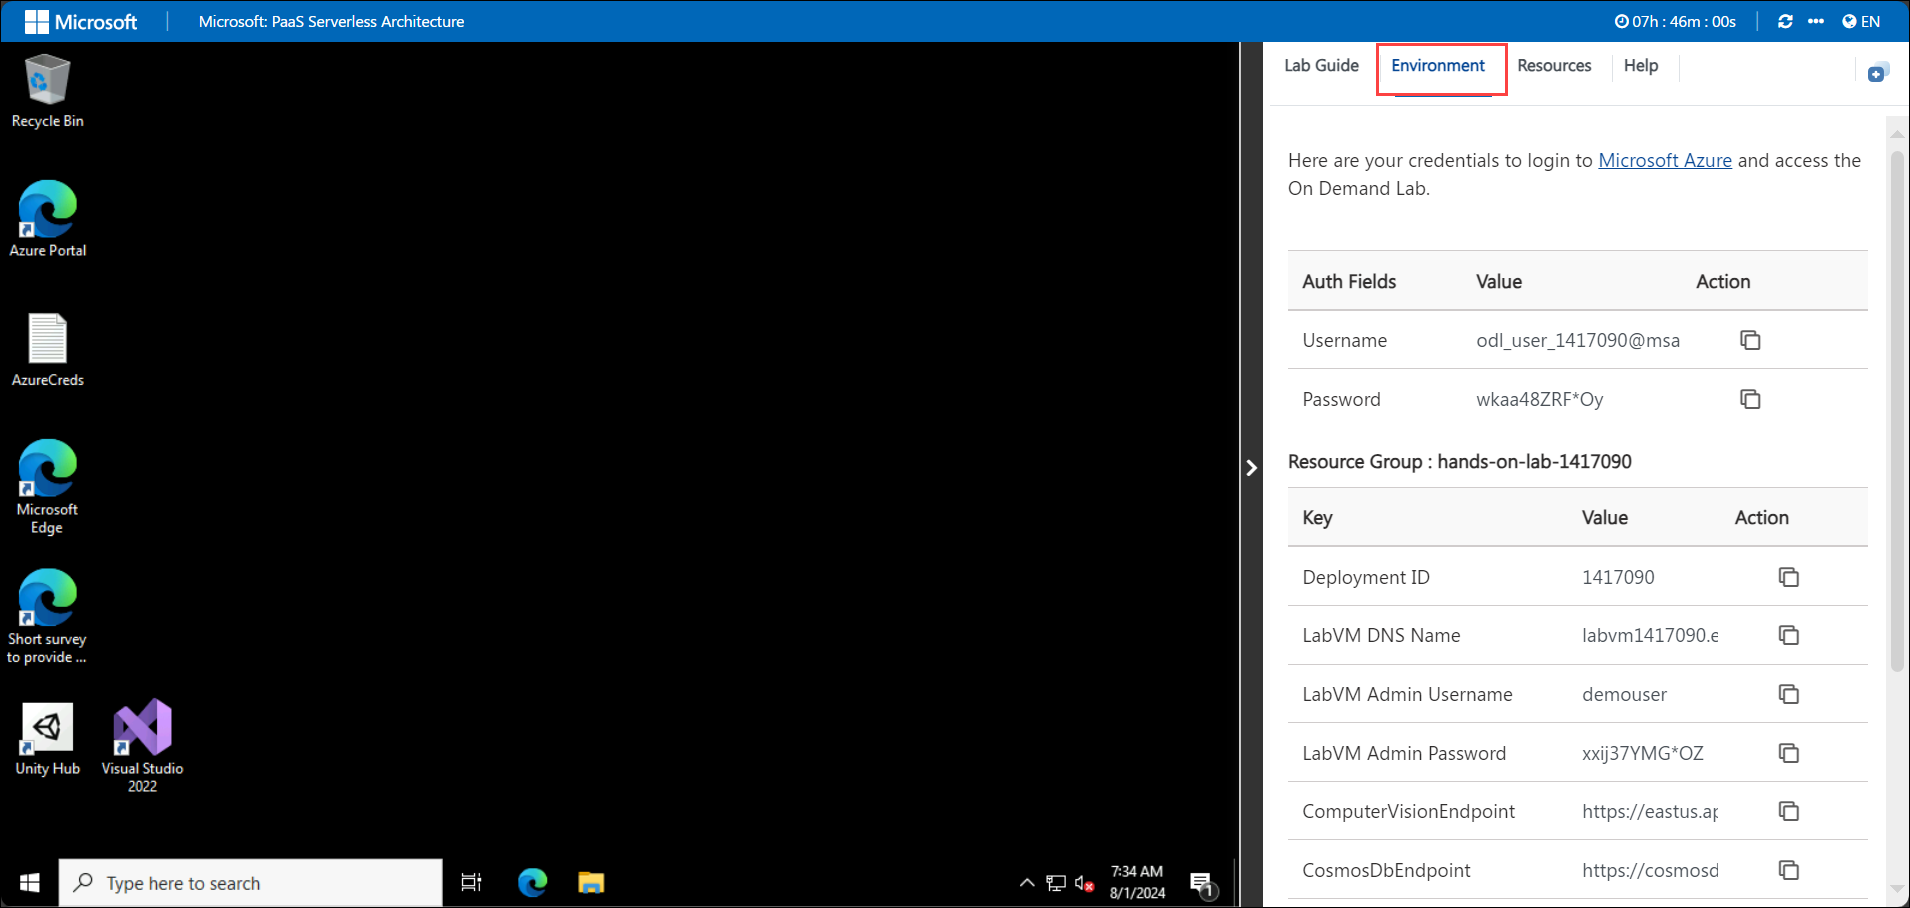 Microsoft
Microsoft: PaaS Serverless Architecture
07h : 46m : 00s
EN
Recycle Bin
Azure Portal
AzureCreds
Microsoft
Edge
Short survey
to provide ...
Unity Hub
Visual Studio
2022
Type here to search
7:34 AM
8/1/2024
1
Lab Guide
Environment
Resources
Help
Here are your credentials to login to Microsoft Azure and access the
On Demand Lab.
Auth Fields Value Action
Username odl_user_1417090@msa
Password wkaa48ZRF*Oy
Resource Group : hands-on-lab-1417090
Key Value Action
Deployment ID 1417090
LabVM DNS Name labvm1417090.e
LabVM Admin Username demouser
LabVM Admin Password xxij37YMG*OZ
ComputerVisionEndpoint https://eastus.ap
CosmosDbEndpoint https://cosmosd